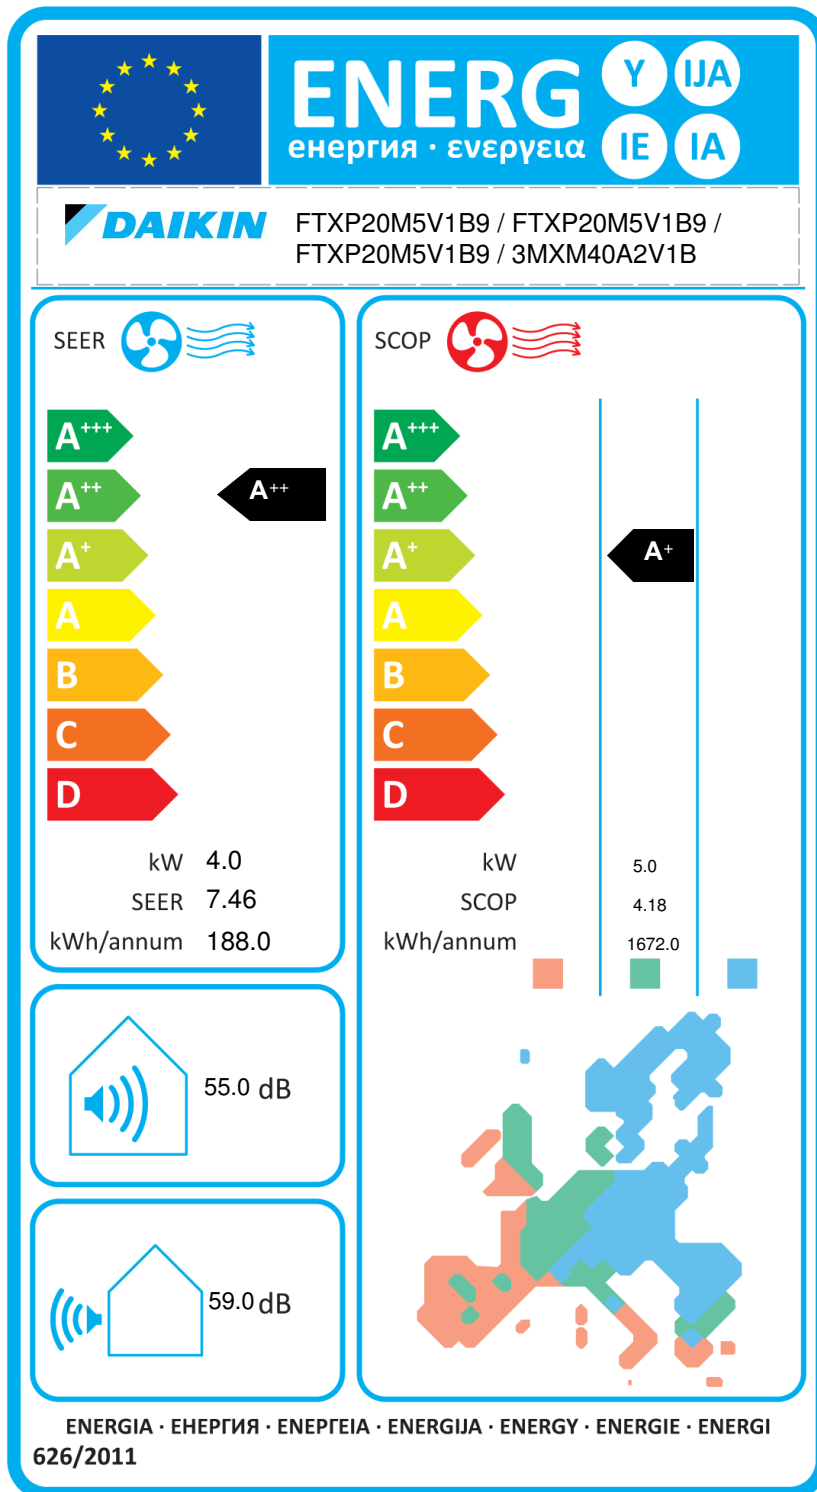 ENERG
енергия · ενεργεια
Y
IJA
IE
IA
DAIKIN
FTXP20M5V1B9 / FTXP20M5V1B9 /
FTXP20M5V1B9 / 3MXM40A2V1B
SEER
A+++
A++
A+
A
B
C
D
A++
kW 4.0
SEER 7.46
kWh/annum 188.0
SCOP
A+++
A++
A+
A
B
C
D
A+
kW 5.0
SCOP 4.18
kWh/annum 1672.0
55.0 dB
59.0 dB
ENERGIA · ЕНЕРГИЯ · ΕΝΕΡΓΕΙΑ · ENERGIJA · ENERGY · ENERGIE · ENERGI
626/2011